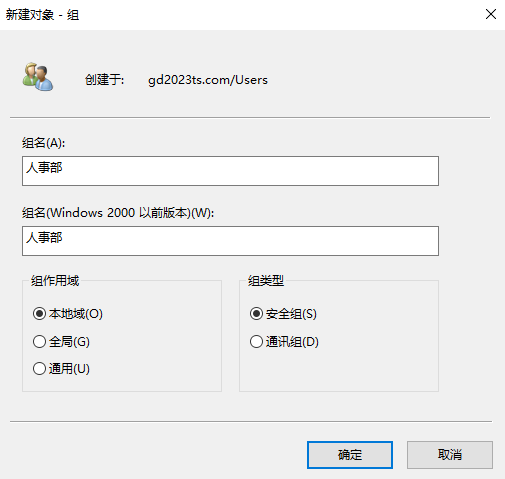 新建对象 - 组
创建于: gd2023ts.com/Users
组名(A):
人事部
组名(Windows 2000 以前版本)(W):
人事部
组作用域
本地域(O)
全局(G)
通用(U)
组类型
安全组(S)
通讯组(D)
确定 取消